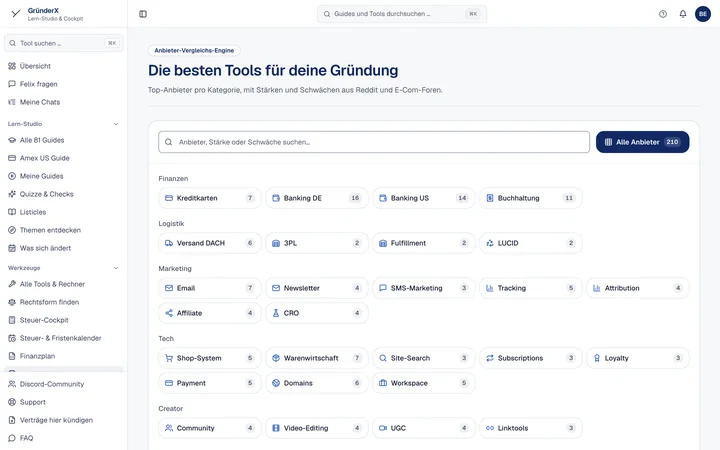 GründerX
Lern-Studio & Cockpit
Tool suchen ...
⌘K
Übersicht
Felix fragen
Meine Chats
Lern-Studio
Alle 81 Guides
Amex US Guide
Meine Guides
Quizze & Checks
Listicles
Themen entdecken
Was sich ändert
Werkzeuge
Alle Tools & Rechner
Rechtsform finden
Steuer-Cockpit
Steuer- & Fristenkalender
Finanzplan
Discord-Community
Support
Verträge hier kündigen
FAQ
Guides und Tools durchsuchen ...
⌘K
BE
Anbieter-Vergleichs-Engine
Die besten Tools für deine Gründung
Top-Anbieter pro Kategorie, mit Stärken und Schwächen aus Reddit und E-Com-Foren.
Anbieter, Stärke oder Schwäche suchen...
Alle Anbieter 210
Finanzen
Kreditkarten 7
Banking DE 16
Banking US 14
Buchhaltung 11
Logistik
Versand DACH 6
3PL 2
Fulfillment 2
LUCID 2
Marketing
Email 7
Newsletter 4
SMS-Marketing 3
Tracking 5
Attribution 4
Affiliate 4
CRO 4
Tech
Shop-System 5
Warenwirtschaft 7
Site-Search 3
Subscriptions 3
Loyalty 3
Payment 5
Domains 6
Workspace 5
Creator
Community 4
Video-Editing 4
UGC 4
Linktools 3